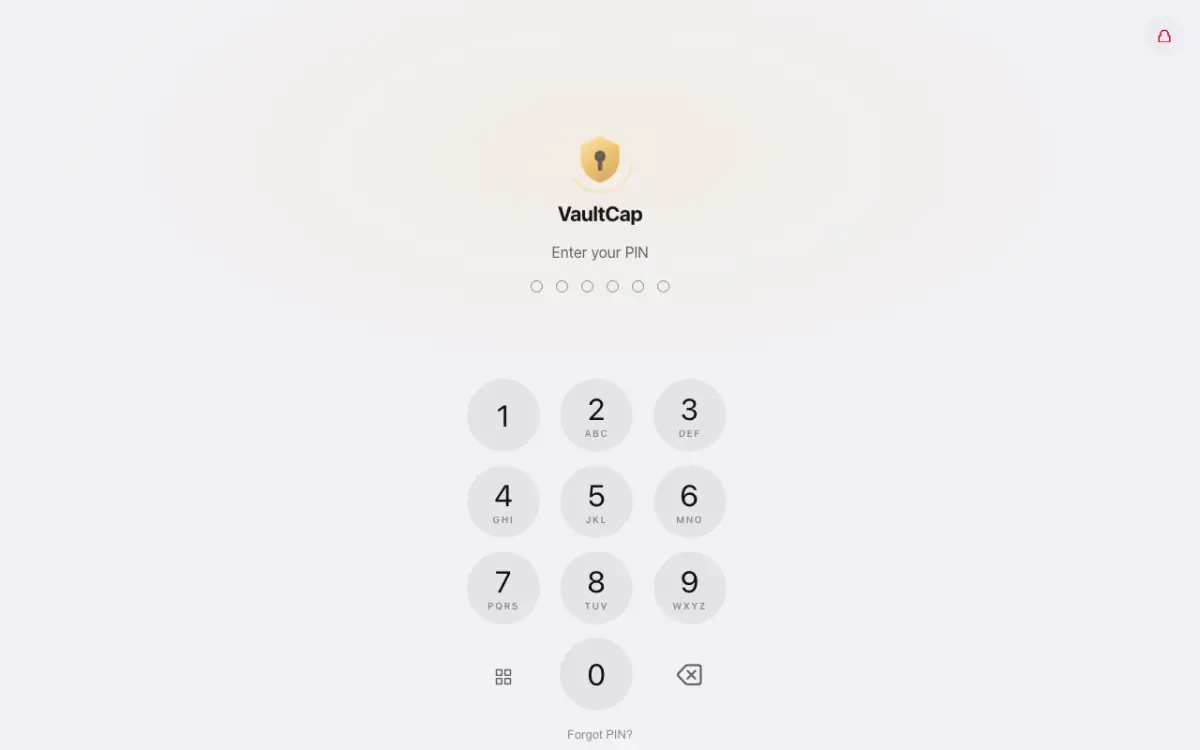 VaultCap
Enter your PIN
1
2
ABC
3
DEF
4
GHI
5
JKL
6
MNO
7
PQRS
8
TUV
9
WXYZ
0
Forgot PIN?